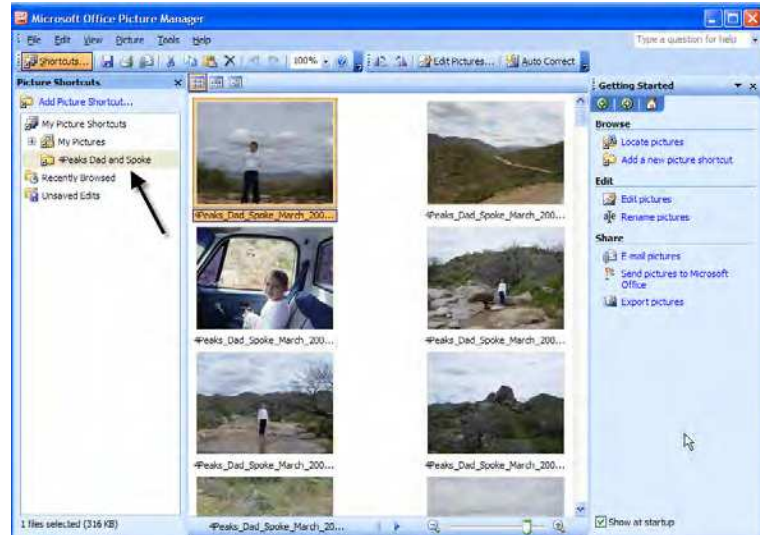 Microsoft Office Picture Manager
File Edit View Picture Tools Help
Type a question for help
Shortcuts... 100% Edit Pictures... Auto Correct
Picture Shortcuts
Add Picture Shortcut...
My Picture Shortcuts
My Pictures
4Peaks Dad and Spoke
Recently Browsed
Unsaved Edits
1 files selected (316 KB)
4Peaks_Dad_Spoke_March_200...
4Peaks_Dad_Spoke_March_200...
4Peaks_Dad_Spoke_March_200...
4Peaks_Dad_Spoke_March_200...
4Peaks_Dad_Spoke_March_200...
4Peaks_Dad_Spoke_March_200...
4Peaks_Dad_Spoke_March_20...
Getting Started
Browse
Locate pictures
Add a new picture shortcut
Edit
Edit pictures
Rename pictures
Share
E-mail pictures
Send pictures to Microsoft
Office
Export pictures
Show at startup